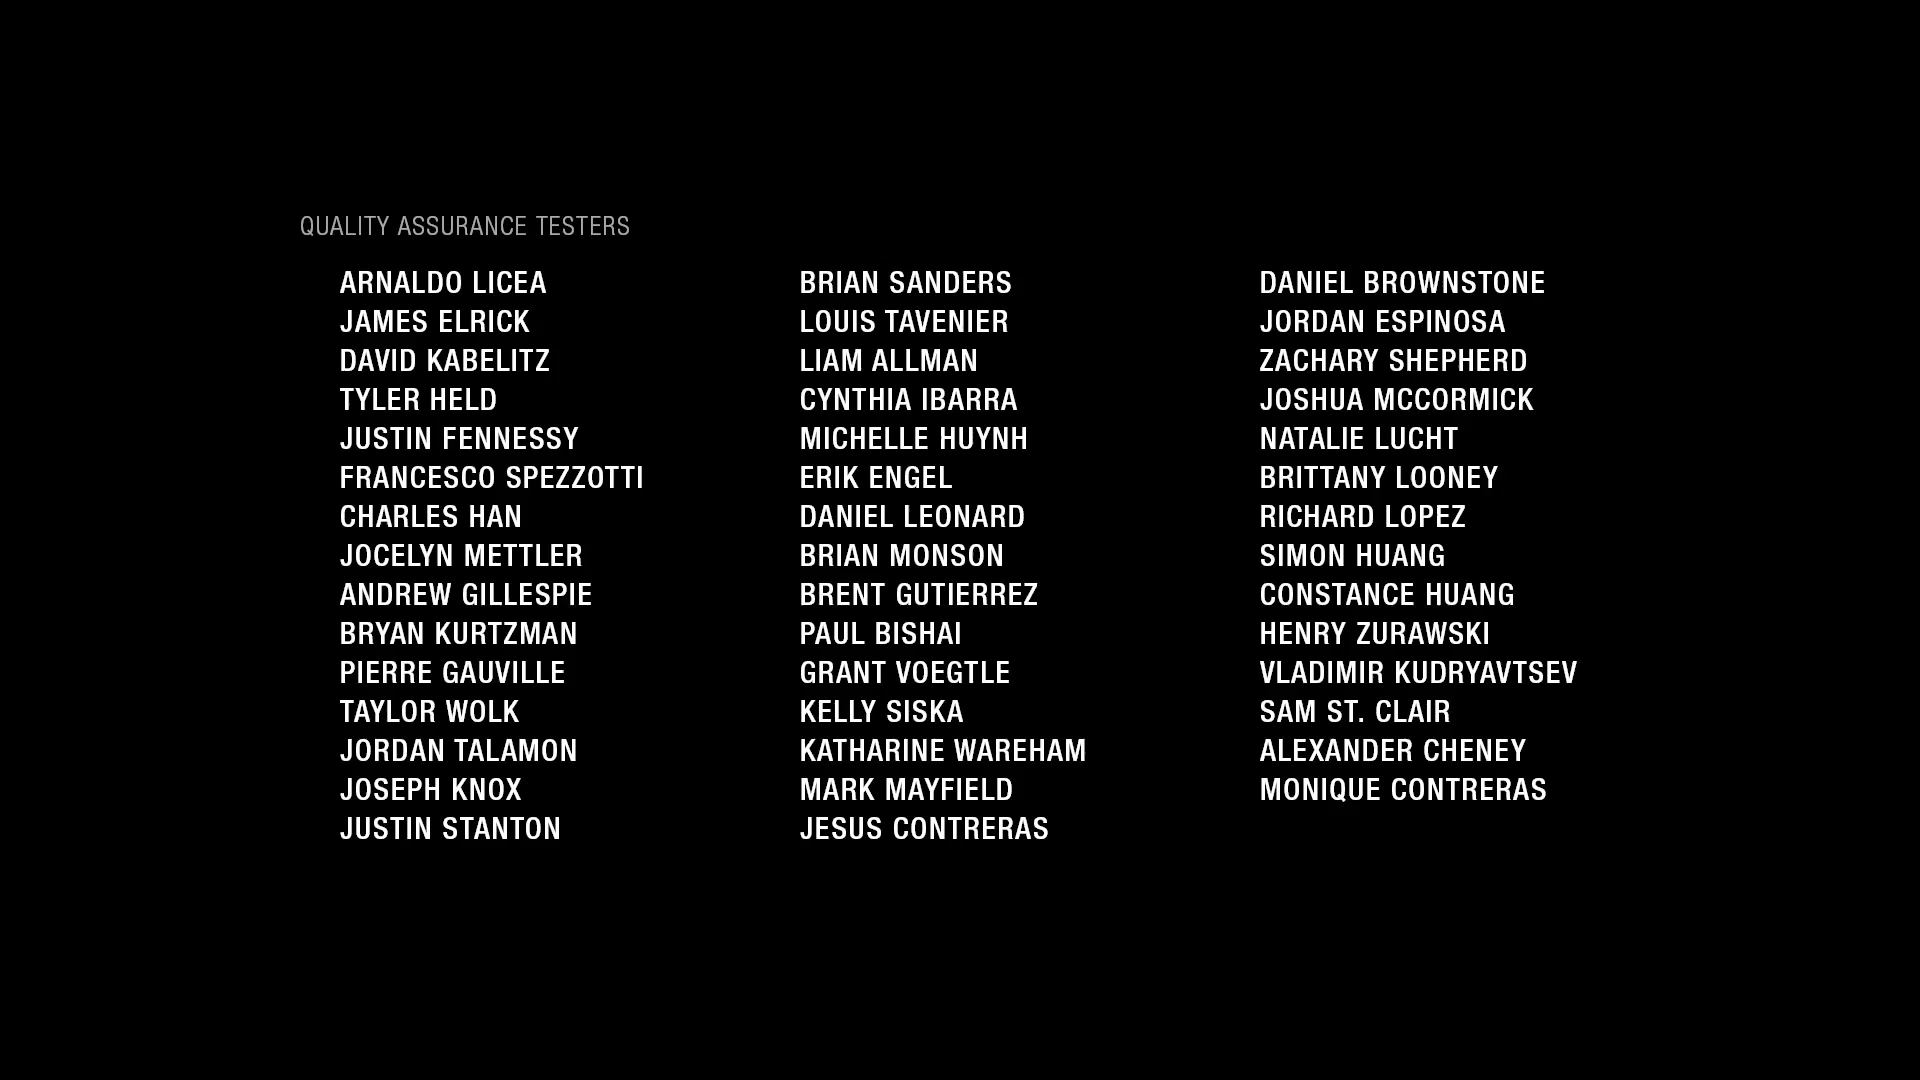 QUALITY ASSURANCE TESTERS
ARNALDO LICEA
JAMES ELRICK
DAVID KABELITZ
TYLER HELD
JUSTIN FENNESSY
FRANCESCO SPEZZOTTI
CHARLES HAN
JOCELYN METTLER
ANDREW GILLESPIE
BRYAN KURTZMAN
PIERRE GAUVILLE
TAYLOR WOLK
JORDAN TALAMON
JOSEPH KNOX
JUSTIN STANTON
BRIAN SANDERS
LOUIS TAVENIER
LIAM ALLMAN
CYNTHIA IBARRA
MICHELLE HUYNH
ERIK ENGEL
DANIEL LEONARD
BRIAN MONSON
BRENT GUTIERREZ
PAUL BISHAI
GRANT VOEGTLE
KELLY SISKA
KATHARINE WAREHAM
MARK MAYFIELD
JESUS CONTRERAS
DANIEL BROWNSTONE
JORDAN ESPINOSA
ZACHARY SHEPHERD
JOSHUA MCCORMICK
NATALIE LUCHT
BRITTANY LOONEY
RICHARD LOPEZ
SIMON HUANG
CONSTANCE HUANG
HENRY ZURAWSKI
VLADIMIR KUDRYAVTSEV
SAM ST. CLAIR
ALEXANDER CHENEY
MONIQUE CONTRERAS